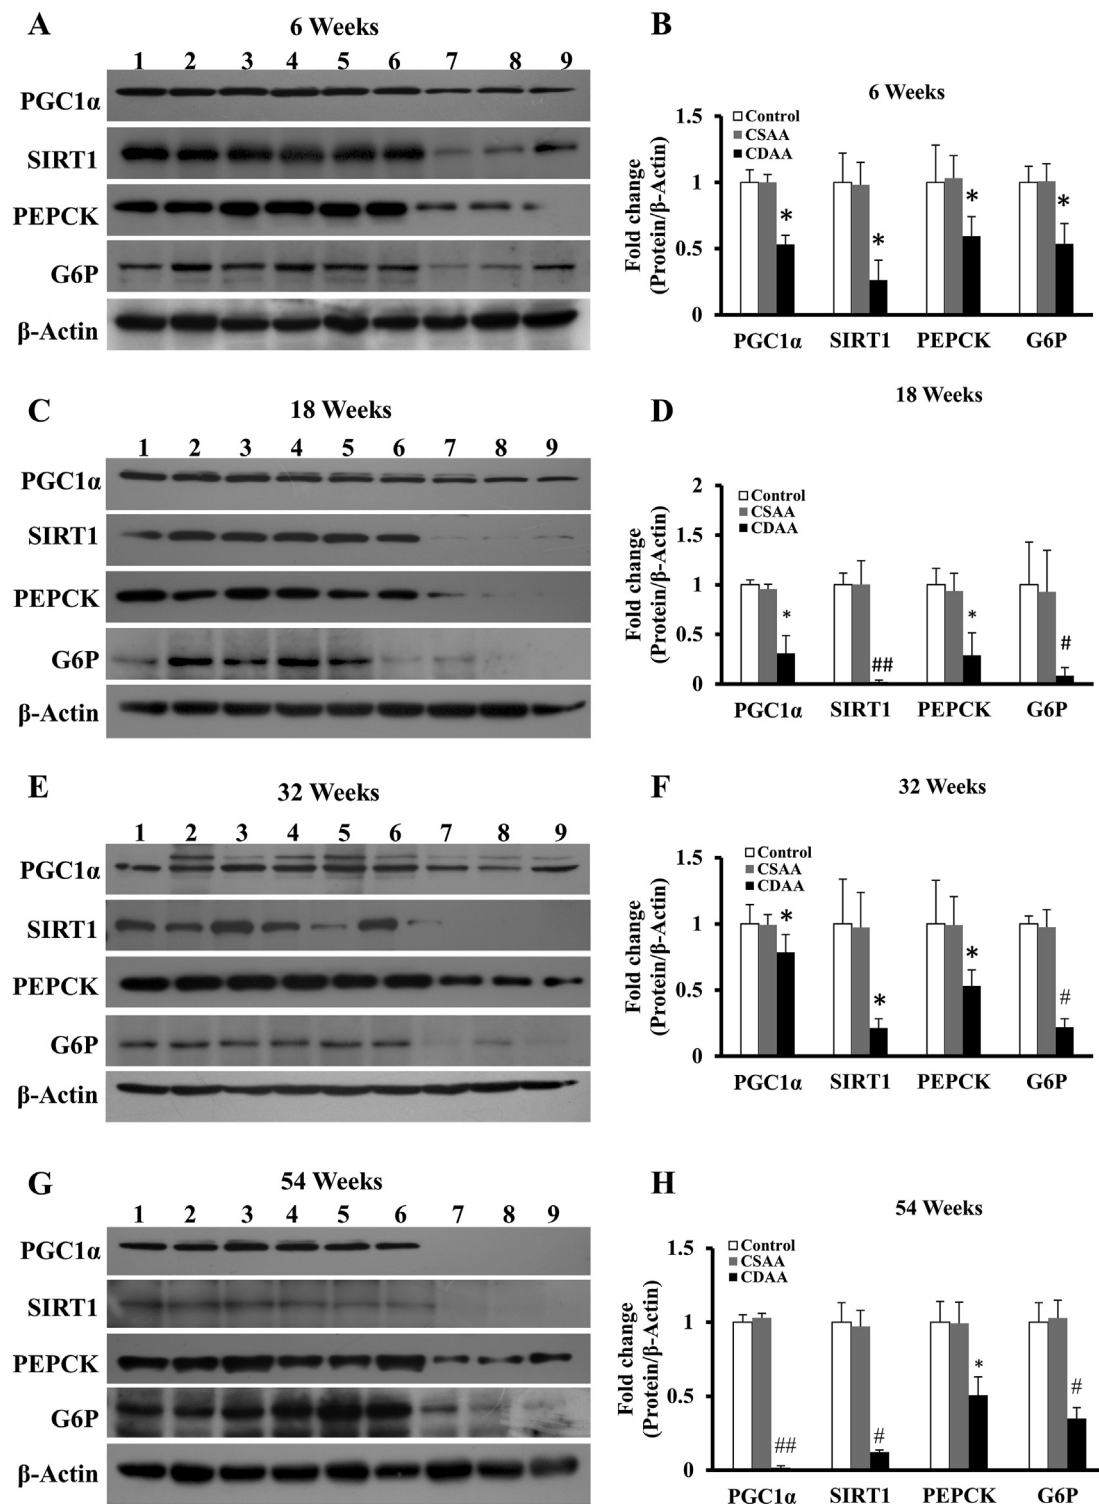 A
6 Weeks
1 2 3 4 5 6 7 8 9
PGC1α
SIRT1
PEPCK
G6P
β-Actin
B
6 Weeks
Control
CSAA
CDAA
Fold change
(Protein/β-Actin)
1.5
1
0.5
0
*
*
*
*
PGC1α SIRT1 PEPCK G6P
C
18 Weeks
1 2 3 4 5 6 7 8 9
PGC1α
SIRT1
PEPCK
G6P
β-Actin
D
18 Weeks
Control
CSAA
CDAA
Fold change
(Protein/β-Actin)
2
1.5
1
0.5
0
*
##
*
#
PGC1α SIRT1 PEPCK G6P
E
32 Weeks
1 2 3 4 5 6 7 8 9
PGC1α
SIRT1
PEPCK
G6P
β-Actin
F
32 Weeks
Control
CSAA
CDAA
Fold change
(Protein/β-Actin)
1.5
1
0.5
0
*
*
*
#
PGC1α SIRT1 PEPCK G6P
G
54 Weeks
1 2 3 4 5 6 7 8 9
PGC1α
SIRT1
PEPCK
G6P
β-Actin
H
54 Weeks
Control
CSAA
CDAA
Fold change
(Protein/β-Actin)
1.5
1
0.5
0
##
#
*
#
PGC1α SIRT1 PEPCK G6P